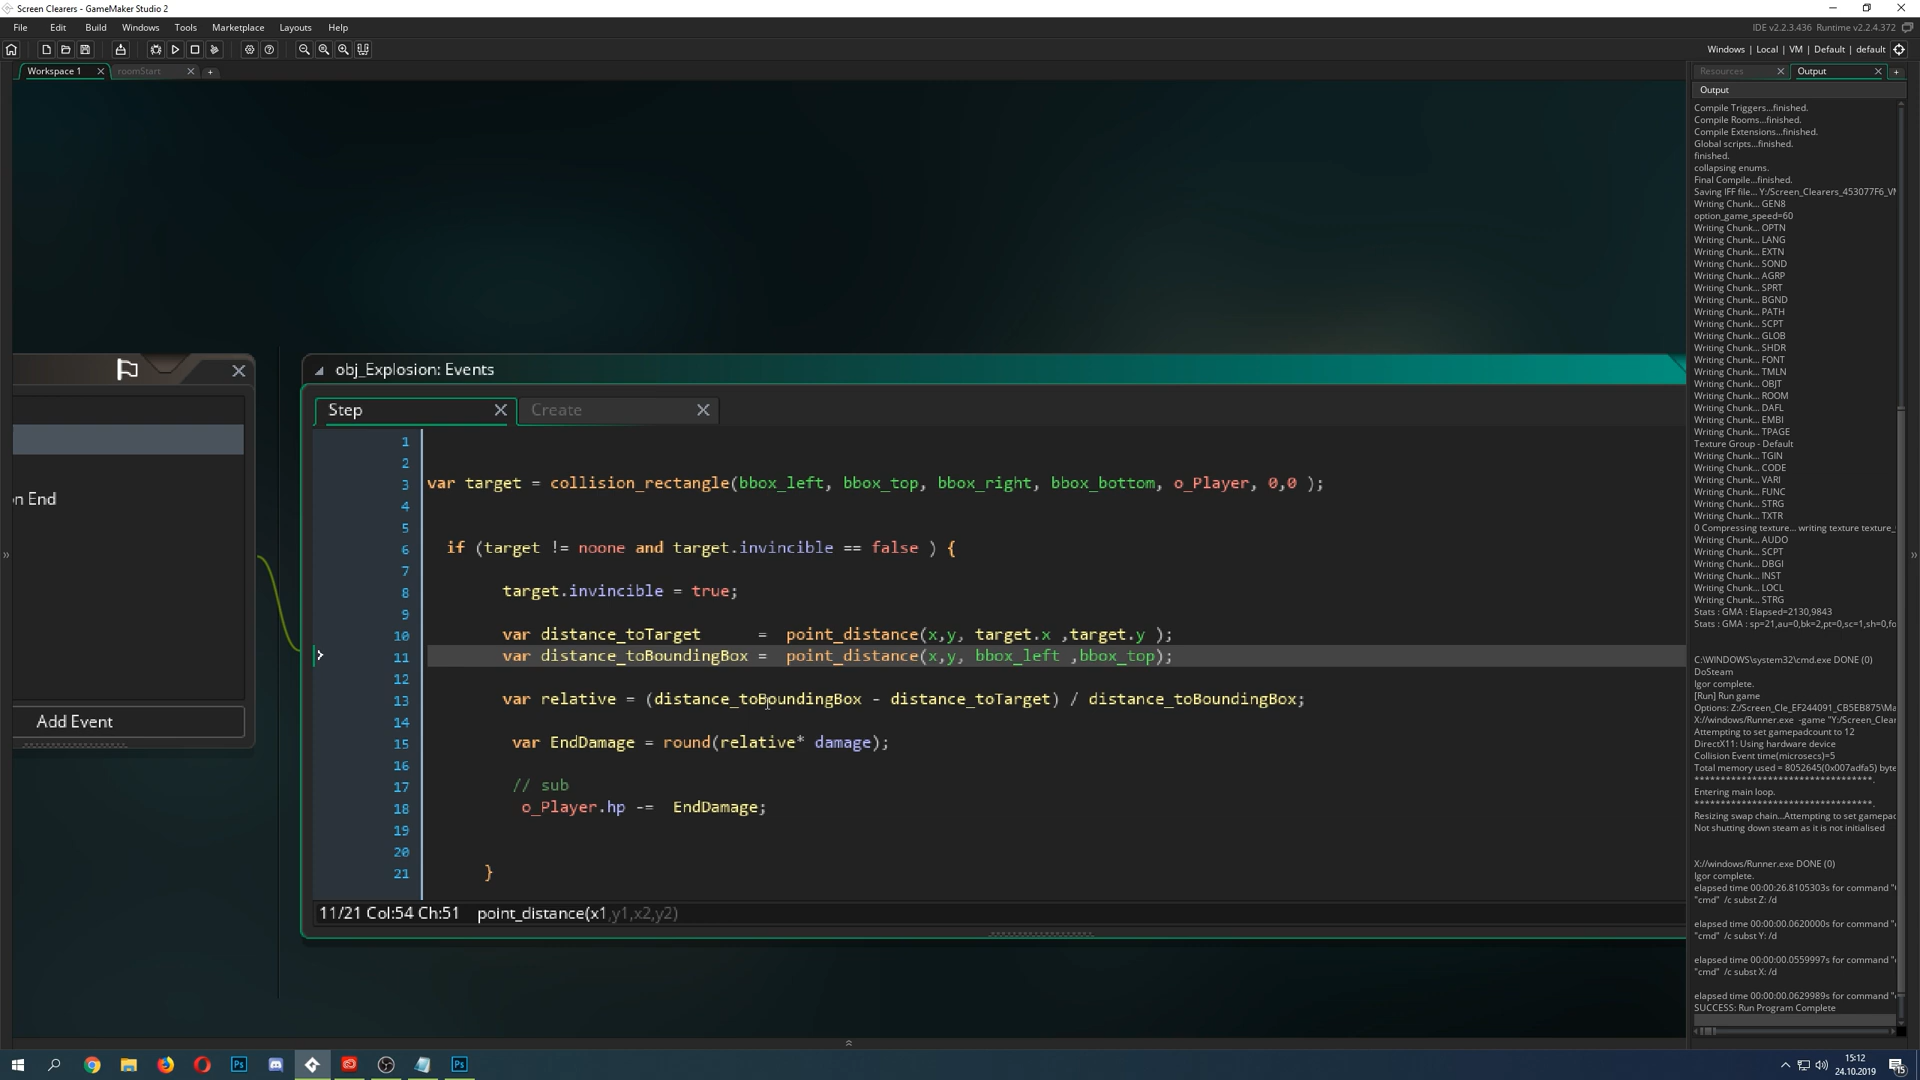 Screen Clearers - GameMaker Studio 2
File Edit Build Windows Tools Marketplace Layouts Help
IDE v2.2.3.436 Runtime v2.2.4.372
Windows | Local | VM | Default | default
Workspace 1
roomStart
Resources
Output
Output
Compile Triggers...finished.
Compile Rooms...finished.
Compile Extensions...finished.
Global scripts...finished.
finished.
collapsing enums.
Final Compile...finished.
Saving IFF file... Y:/Screen_Clearers_453077F6_VM
Writing Chunk... GEN8
option_game_speed=60
Writing Chunk... OPTN
Writing Chunk... LANG
Writing Chunk... EXTN
Writing Chunk... SOND
Writing Chunk... AGRP
Writing Chunk... SPRT
Writing Chunk... BGND
Writing Chunk... PATH
Writing Chunk... SCPT
Writing Chunk... GLOB
Writing Chunk... SHDR
Writing Chunk... FONT
Writing Chunk... TMLN
Writing Chunk... OBJT
Writing Chunk... ROOM
Writing Chunk... DAFL
Writing Chunk... EMBI
Writing Chunk... TPAGE
Texture Group - Default
Writing Chunk... TGIN
Writing Chunk... CODE
Writing Chunk... VARI
Writing Chunk... FUNC
Writing Chunk... STRG
Writing Chunk... TXTR
0 Compressing texture... writing texture texture_
Writing Chunk... AUDO
Writing Chunk... SCPT
Writing Chunk... DBGI
Writing Chunk... INST
Writing Chunk... LOCL
Writing Chunk... STRG
Stats : GMA : Elapsed=2130,9843
Stats : GMA : sp=21,au=0,bk=2,pt=0,sc=1,sh=0,fo
C:\WINDOWS\system32\cmd.exe DONE (0)
DoSteam
Igor complete.
[Run] Run game
Options: Z:/Screen_Cle_EF244091_CB5EB875\Ma
X://windows/Runner.exe -game "Y:/Screen_Clear
Attempting to set gamepadcount to 12
DirectX11: Using hardware device
Collision Event time(microsecs)=5
Total memory used = 8052645(0x007adfa5) byte
***********************************.
Entering main loop.
***********************************.
Resizing swap chain...Attempting to set gamepac
Not shutting down steam as it is not initialised
X://windows/Runner.exe DONE (0)
Igor complete.
elapsed time 00:00:26.8105303s for command "
"cmd" /c subst Z: /d
elapsed time 00:00:00.0620000s for command "
"cmd" /c subst Y: /d
elapsed time 00:00:00.0559997s for command "
"cmd" /c subst X: /d
elapsed time 00:00:00.0629989s for command "
SUCCESS: Run Program Complete
on End
Add Event
obj_Explosion: Events
Step
Create
1
2
3 var target = collision_rectangle(bbox_left, bbox_top, bbox_right, bbox_bottom, o_Player, 0,0 );
4
5
6 if (target != noone and target.invincible == false ) {
7
8 target.invincible = true;
9
10 var distance_toTarget = point_distance(x,y, target.x ,target.y );
11 var distance_toBoundingBox = point_distance(x,y, bbox_left ,bbox_top);
12
13 var relative = (distance_toBoundingBox - distance_toTarget) / distance_toBoundingBox;
14
15 var EndDamage = round(relative* damage);
16
17 // sub
18 o_Player.hp -= EndDamage;
19
20
21 }
11/21 Col:54 Ch:51 point_distance(x1,y1,x2,y2)
15:12
24.10.2019
15